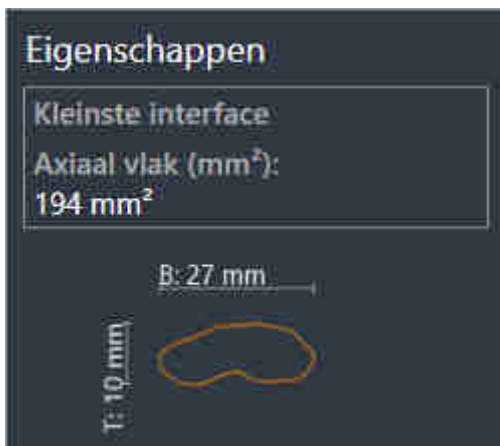 Eigenschappen
Kleinste interface
Axiaal vlak (mm²):
194 mm²
B: 27 mm
T: 10 mm